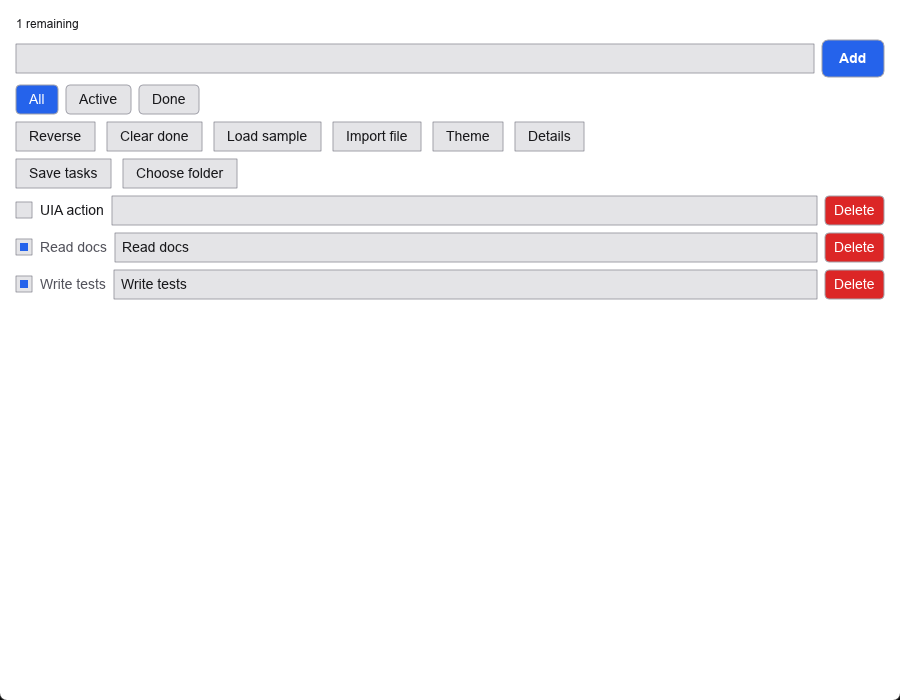 1 remaining
Add
All Active Done
Reverse Clear done Load sample Import file Theme Details
Save tasks Choose folder
UIA action Delete
Read docs Read docs Delete
Write tests Write tests Delete